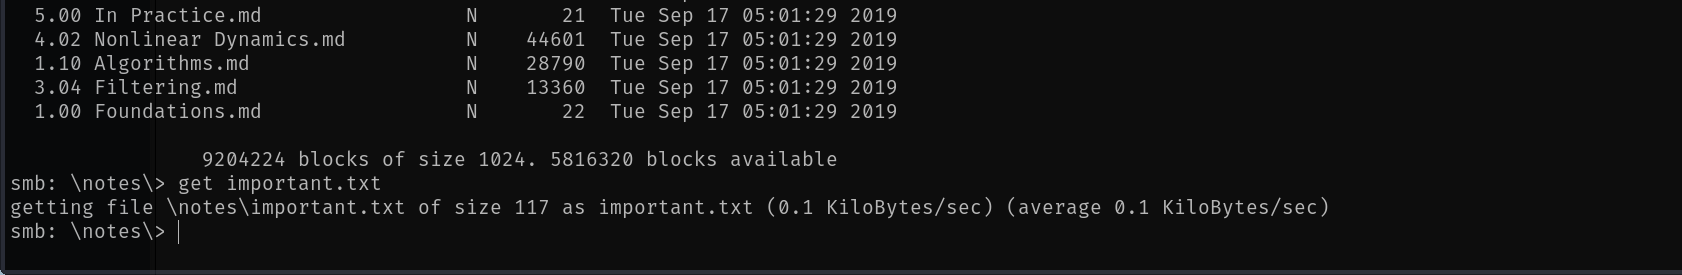 5.00 In Practice.md                 N       21  Tue Sep 17 05:01:29 2019
4.02 Nonlinear Dynamics.md          N    44601  Tue Sep 17 05:01:29 2019
1.10 Algorithms.md                  N    28790  Tue Sep 17 05:01:29 2019
3.04 Filtering.md                   N    13360  Tue Sep 17 05:01:29 2019
1.00 Foundations.md                 N       22  Tue Sep 17 05:01:29 2019
9204224 blocks of size 1024. 5816320 blocks available
smb: \notes\> get important.txt
getting file \notes\important.txt of size 117 as important.txt (0.1 KiloBytes/sec) (average 0.1 KiloBytes/sec)
smb: \notes\>